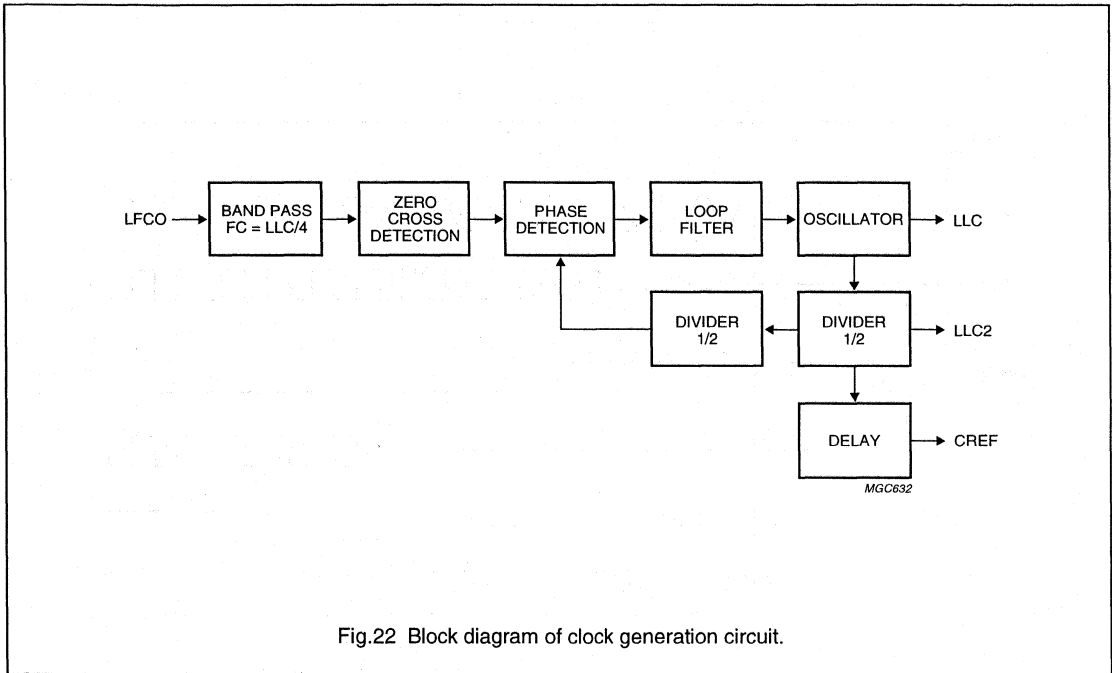 LFCO
BAND PASS
FC = LLC/4
ZERO
CROSS
DETECTION
PHASE
DETECTION
LOOP
FILTER
OSCILLATOR
LLC
DIVIDER
1/2
DIVIDER
1/2
LLC2
DELAY
CREF
MGC632
Fig.22 Block diagram of clock generation circuit.